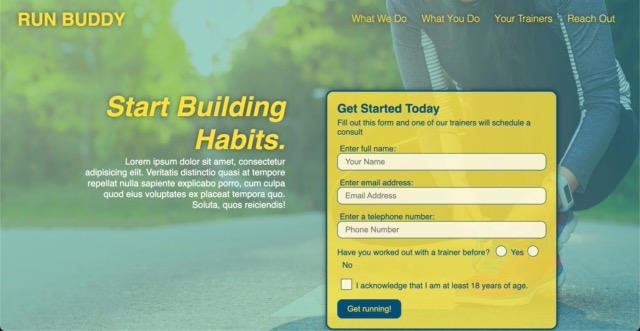 RUN BUDDY
What We Do
What You Do
Your Trainers
Reach Out
Start Building
Habits.
Lorem ipsum dolor sit amet, consectetur
adipisicing elit. Veritatis distinctio quasi at tempore
repellat nulla sapiente explicabo porro, cum culpa
quod eius voluptates ex placeat tempora quo.
Soluta, quos reiciendis!
Get Started Today
Fill out this form and one of our trainers will schedule a
consult
Enter full name:
Your Name
Enter email address:
Email Address
Enter a telephone number:
Phone Number
Have you worked out with a trainer before? Yes
No
I acknowledge that I am at least 18 years of age.
Get running!